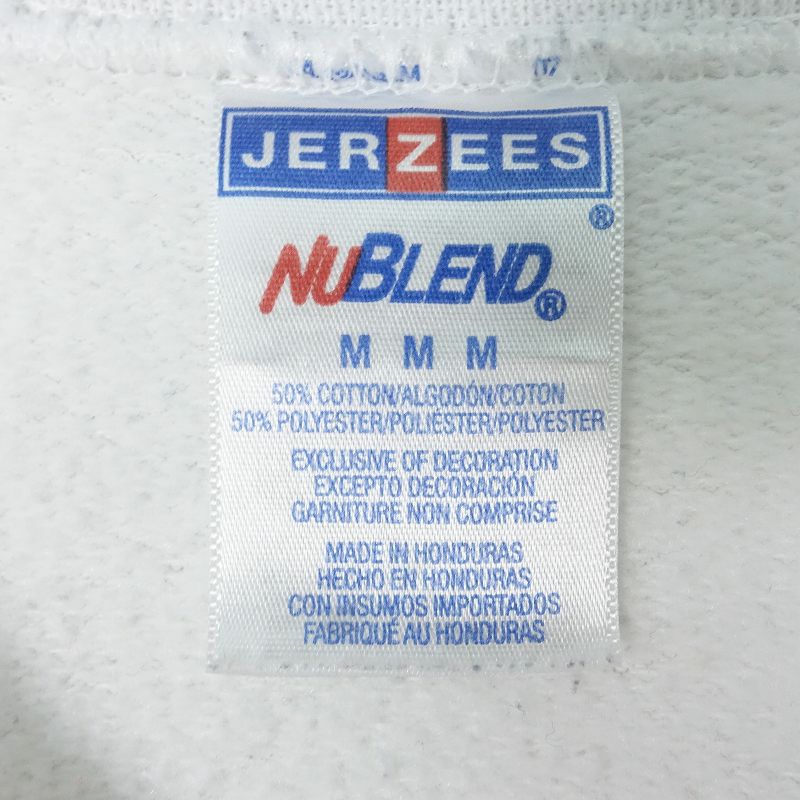 JERZEES
®
NUBLEND®
M M M
50% COTTON/ALGODÓN/COTON
50% POLYESTER/POLIÉSTER/POLYESTER
EXCLUSIVE OF DECORATION
EXCEPTO DECORACIÓN
GARNITURE NON COMPRISE
MADE IN HONDURAS
HECHO EN HONDURAS
CON INSUMOS IMPORTADOS
FABRIQUÉ AU HONDURAS